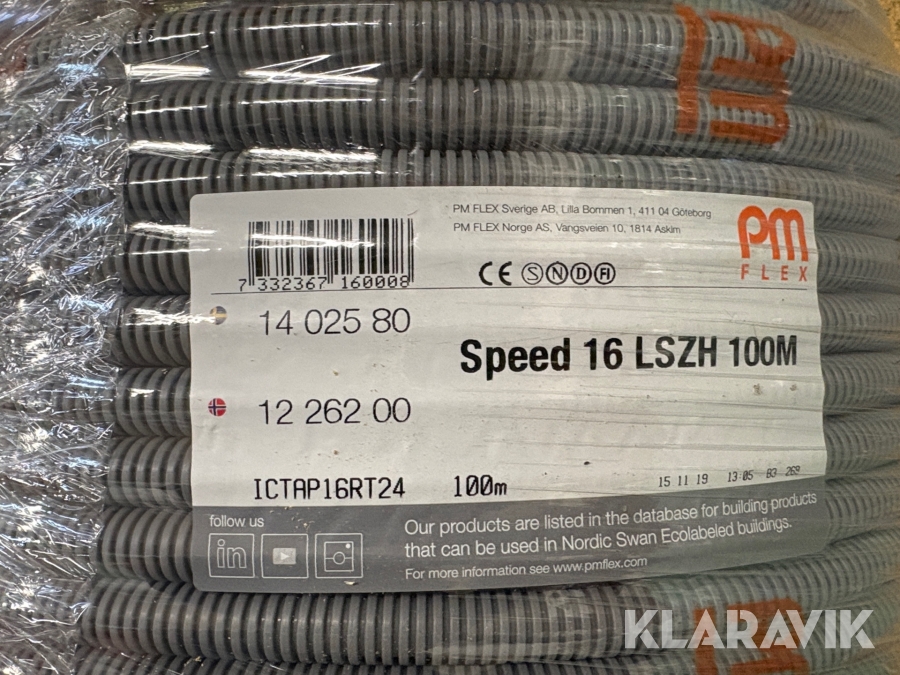 PM FLEX Sverige AB, Lilla Bommen 1, 411 04 Göteborg
PM FLEX Norge AS, Vangsveien 10, 1814 Askim
PM
FLEX
CE S N D FI
7 332367 160008
14 025 80
Speed 16 LSZH 100M
12 262 00
ICTAP16RT24 100m
15 11 19 13 05 83 269
follow us
in
Our products are listed in the database for building products
that can be used in Nordic Swan Ecolabeled buildings.
For more information see www.pmflex.com
KLARAVIK